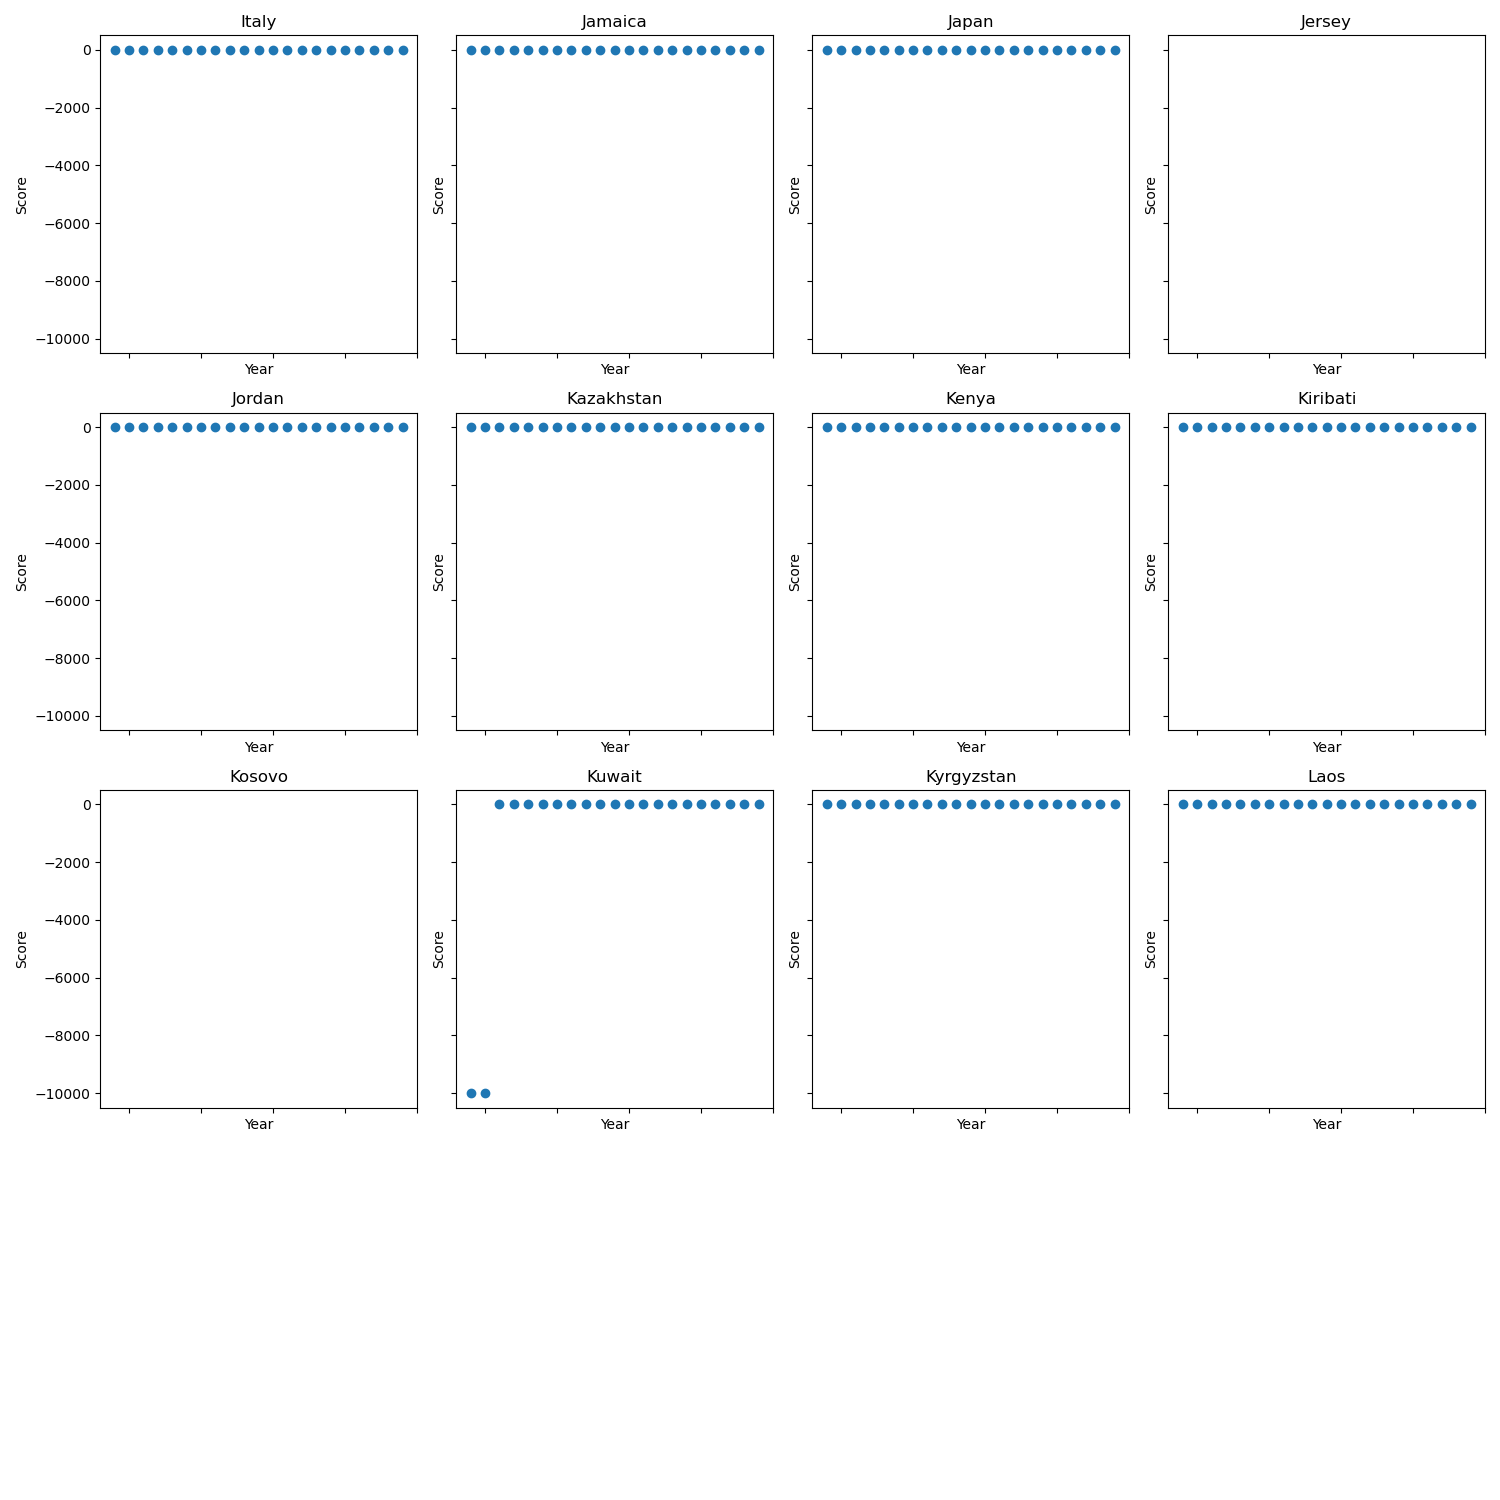 Italy
Jamaica
Japan
Jersey
0
−2000
−4000
−6000
−8000
−10000
Score
Score
Score
Score
Year
Year
Year
Year
Jordan
Kazakhstan
Kenya
Kiribati
0
−2000
−4000
−6000
−8000
−10000
Score
Score
Score
Score
Year
Year
Year
Year
Kosovo
Kuwait
Kyrgyzstan
Laos
0
−2000
−4000
−6000
−8000
−10000
Score
Score
Score
Score
Year
Year
Year
Year